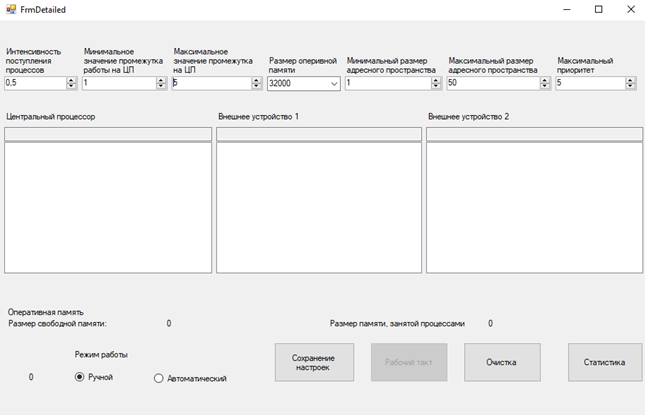 FrmDetailed
Интенсивность
поступления
процессов
Минимальное
значение промежутка
работы на ЦП
Максимальное
значение промежутка
на ЦП
Размер оперивной
памяти
Минимальный размер
адресного пространства
Максимальный размер
адресного пространства
Максимальный
приоритет
0,5
1
5
32000
1
50
5
Центральный процессор
Внешнее устройство 1
Внешнее устройство 2
Оперативная память
Размер свободной памяти:
0
Размер памяти, занятой процессами
0
Режим работы
0
Ручной
Автоматический
Сохранение
настроек
Рабочий такт
Очистка
Статистика